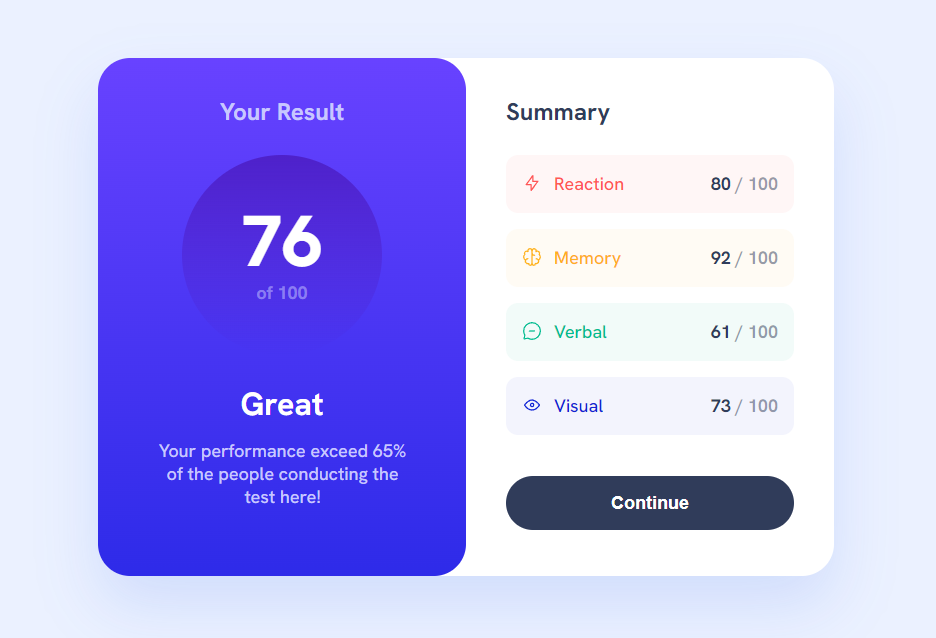 Your Result
76
of 100
Great
Your performance exceed 65%
of the people conducting the
test here!
Summary
Reaction 80 / 100
Memory 92 / 100
Verbal 61 / 100
Visual 73 / 100
Continue